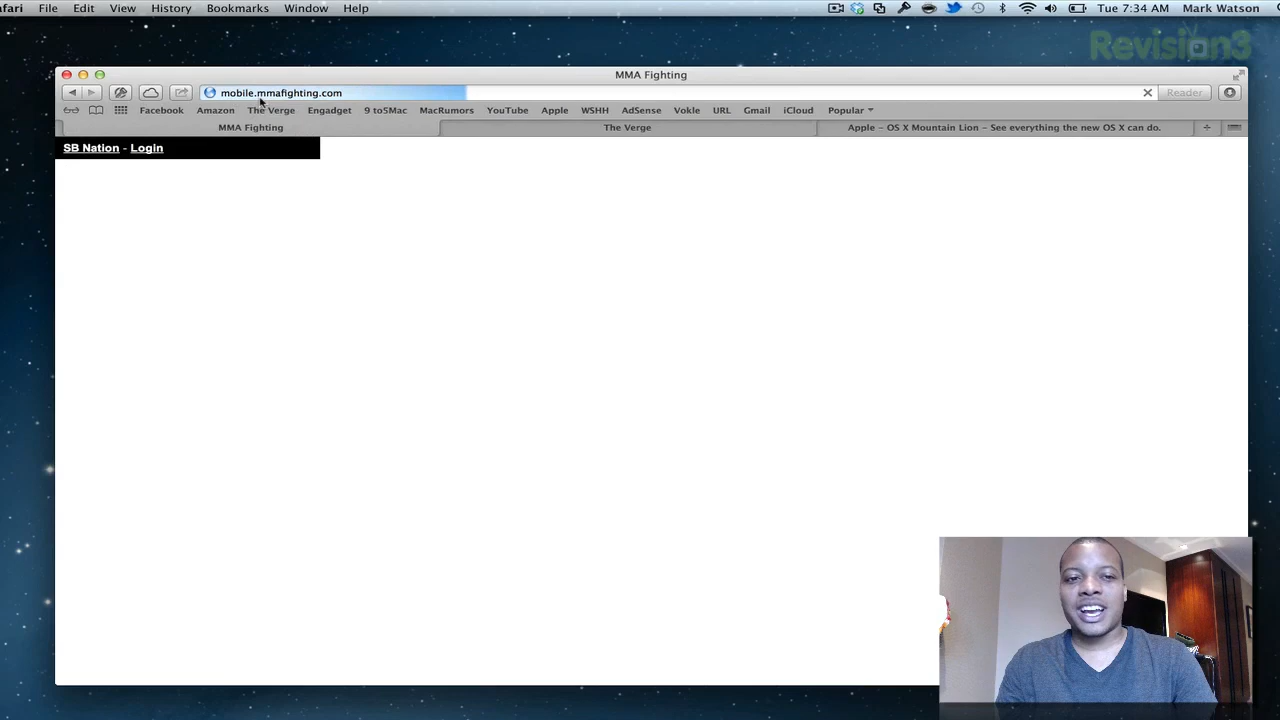 afari File Edit View History Bookmarks Window Help Tue 7:34 AM Mark Watson
Revision3
MMA Fighting
mobile.mmafighting.com Reader
Facebook Amazon The Verge Engadget 9 to5Mac MacRumors YouTube Apple WSHH AdSense Vokle URL Gmail iCloud Popular
MMA Fighting The Verge Apple – OS X Mountain Lion – See everything the new OS X can do.
SB Nation - Login